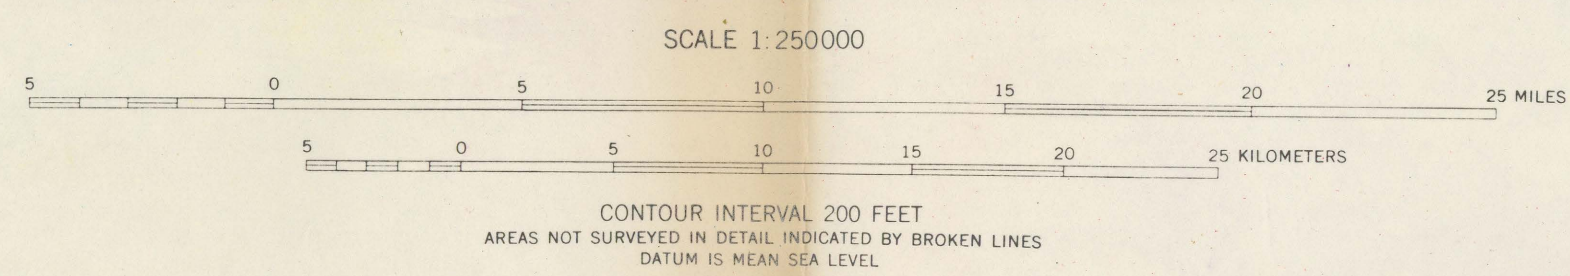 SCALE 1:250000
5 0 5 10 15 20 25 MILES
5 0 5 10 15 20 25 KILOMETERS
CONTOUR INTERVAL 200 FEET
AREAS NOT SURVEYED IN DETAIL INDICATED BY BROKEN LINES
DATUM IS MEAN SEA LEVEL